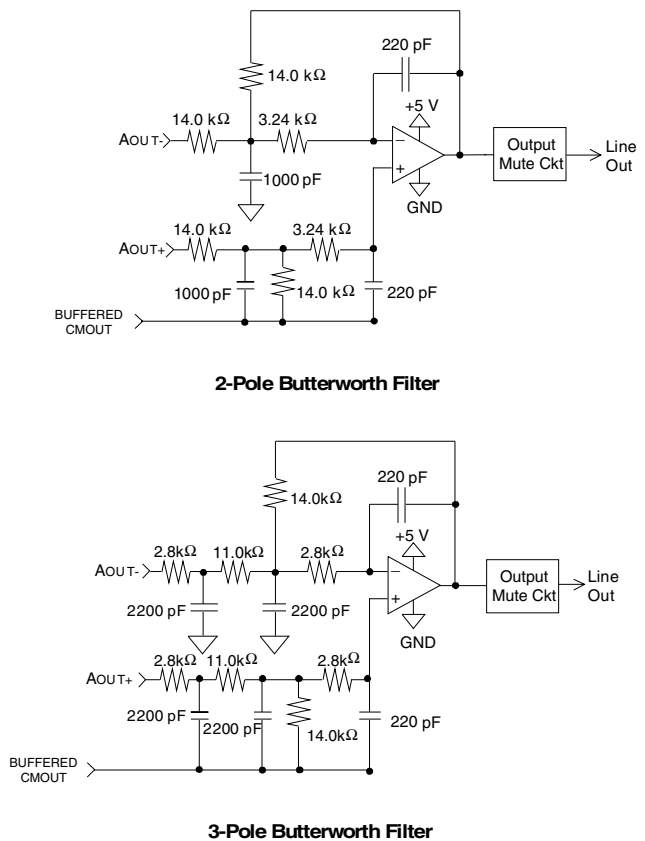 220 pF
14.0 kΩ
+5 V
14.0 kΩ 3.24 kΩ
AOUT-
−
+
Output
Mute Ckt
Line
Out
1000 pF
GND
14.0 kΩ 3.24 kΩ
AOUT+
1000 pF 14.0 kΩ 220 pF
BUFFERED
CMOUT
2-Pole Butterworth Filter
220 pF
14.0kΩ
+5 V
2.8kΩ 11.0kΩ 2.8kΩ
AOUT-
−
+
Output
Mute Ckt
Line
Out
2200 pF 2200 pF
GND
2.8kΩ 11.0kΩ 2.8kΩ
AOUT+
2200 pF 2200 pF 14.0kΩ 220 pF
BUFFERED
CMOUT
3-Pole Butterworth Filter